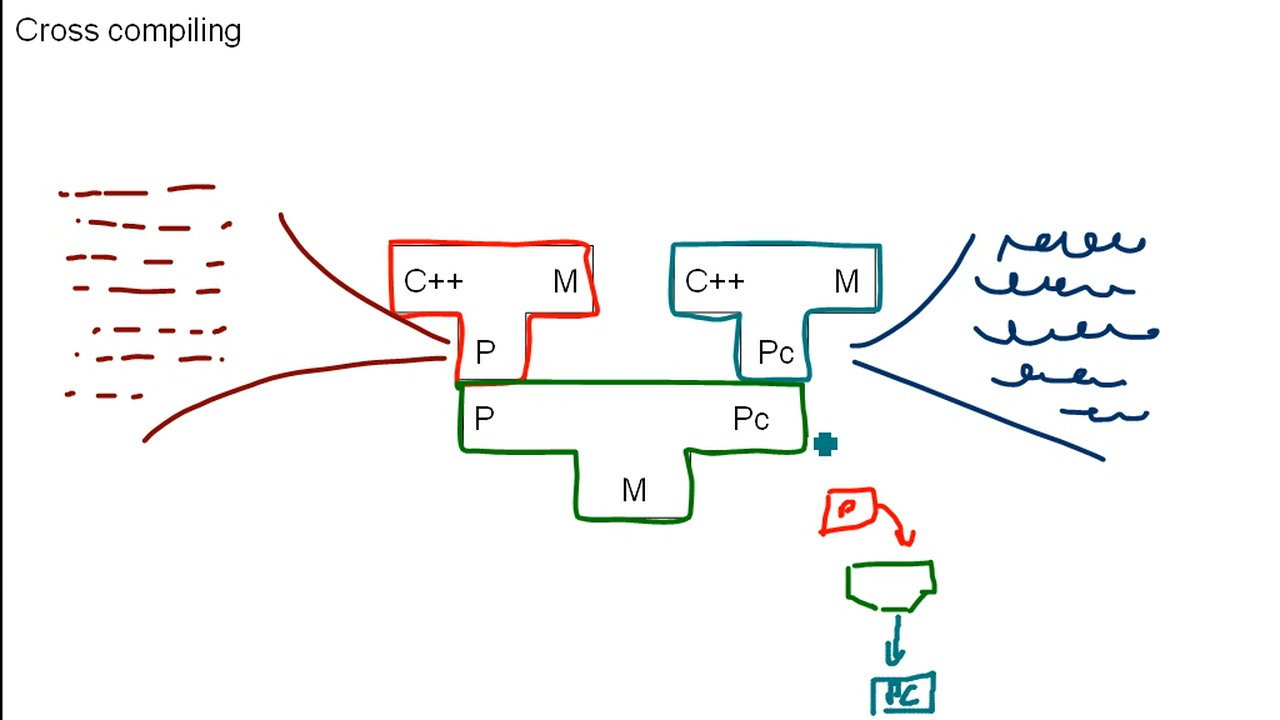 Cross compiling
C++ M C++ M
P Pc
P Pc
M
P
PC